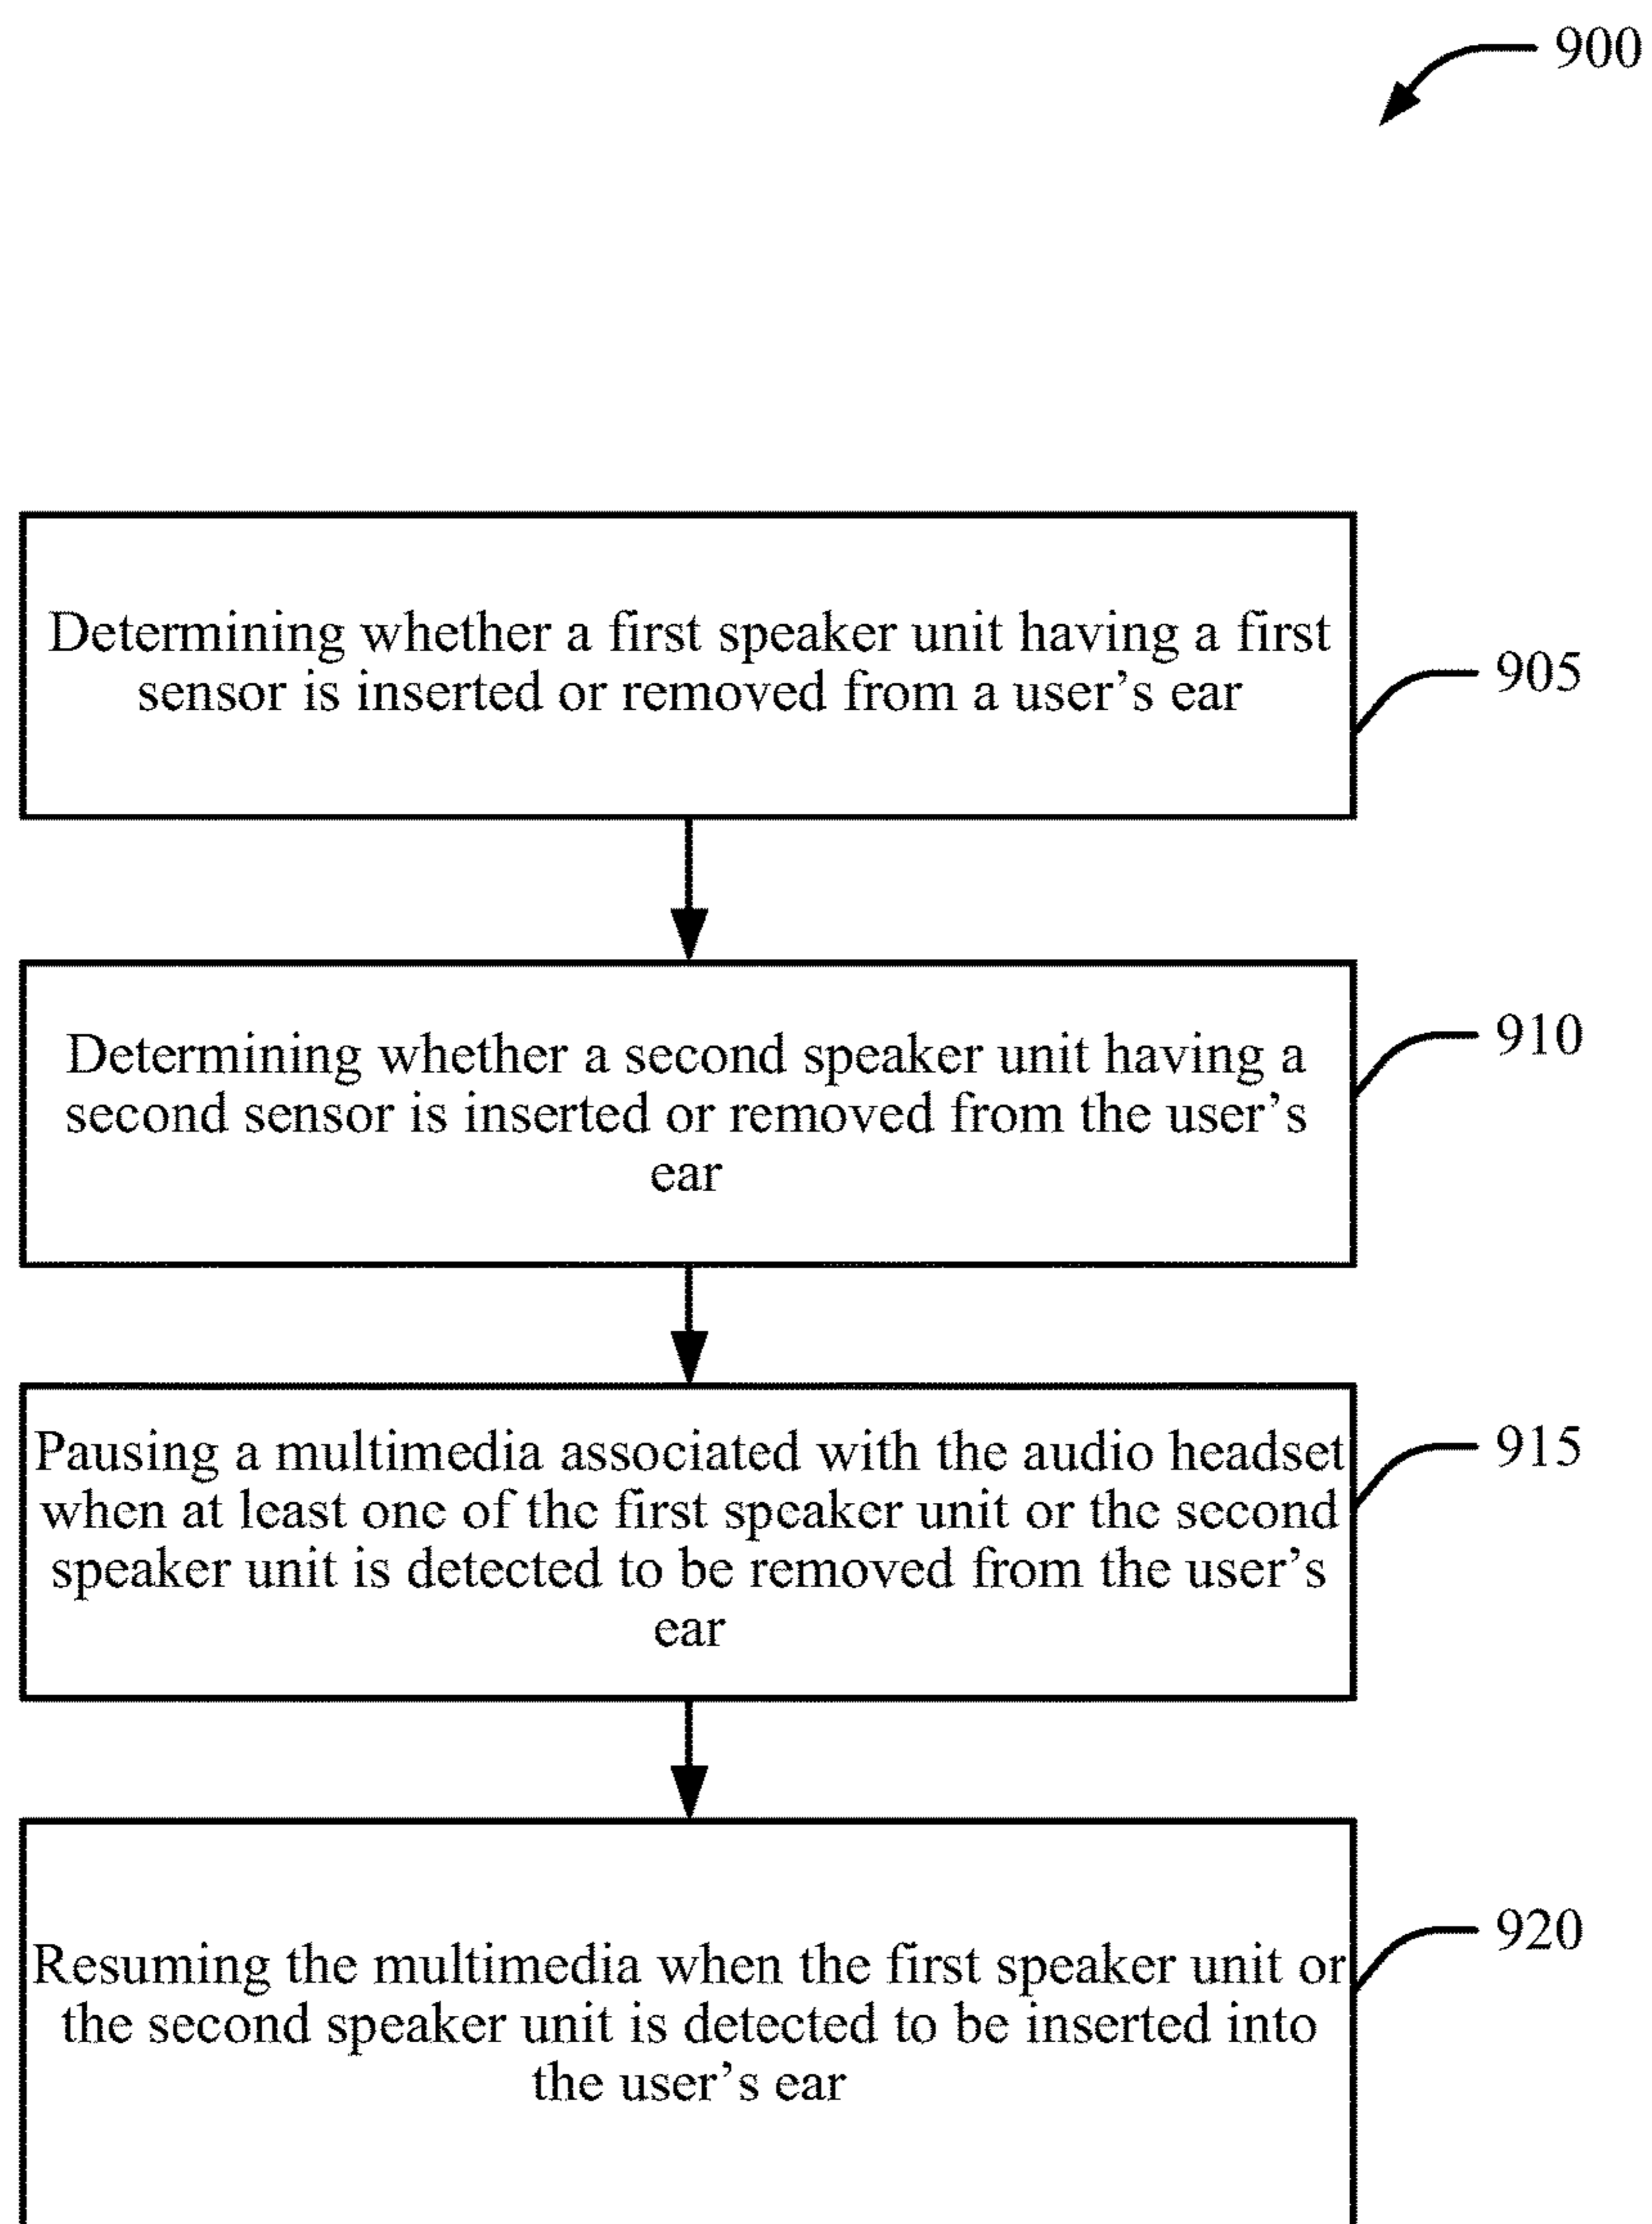 900
Determining whether a first speaker unit having a first
sensor is inserted or removed from a user's ear
905
Determining whether a second speaker unit having a
second sensor is inserted or removed from the user's
ear
910
Pausing a multimedia associated with the audio headset
when at least one of the first speaker unit or the second
speaker unit is detected to be removed from the user's
ear
915
Resuming the multimedia when the first speaker unit or
the second speaker unit is detected to be inserted into
the user's ear
920